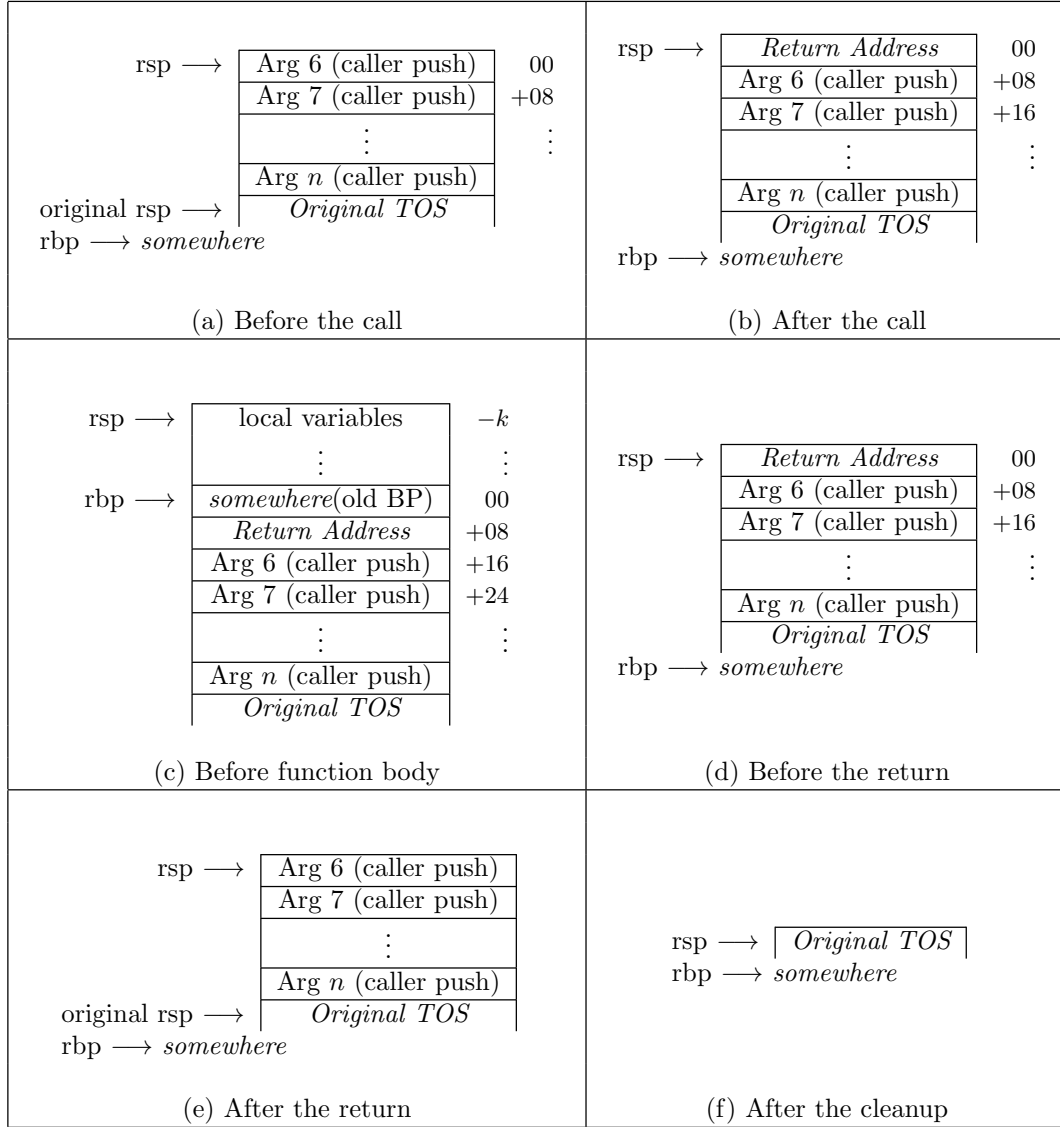 rsp ⟶ Arg 6 (caller push) 00
Arg 7 (caller push) +08
⋮ ⋮
Arg n (caller push)
original rsp ⟶ Original TOS
rbp ⟶ somewhere
(a) Before the call
rsp ⟶ Return Address 00
Arg 6 (caller push) +08
Arg 7 (caller push) +16
⋮ ⋮
Arg n (caller push)
Original TOS
rbp ⟶ somewhere
(b) After the call
rsp ⟶ local variables −k
⋮ ⋮
rbp ⟶ somewhere(old BP) 00
Return Address +08
Arg 6 (caller push) +16
Arg 7 (caller push) +24
⋮ ⋮
Arg n (caller push)
Original TOS
(c) Before function body
rsp ⟶ Return Address 00
Arg 6 (caller push) +08
Arg 7 (caller push) +16
⋮ ⋮
Arg n (caller push)
Original TOS
rbp ⟶ somewhere
(d) Before the return
rsp ⟶ Arg 6 (caller push)
Arg 7 (caller push)
⋮
Arg n (caller push)
original rsp ⟶ Original TOS
rbp ⟶ somewhere
(e) After the return
rsp ⟶ Original TOS
rbp ⟶ somewhere
(f) After the cleanup